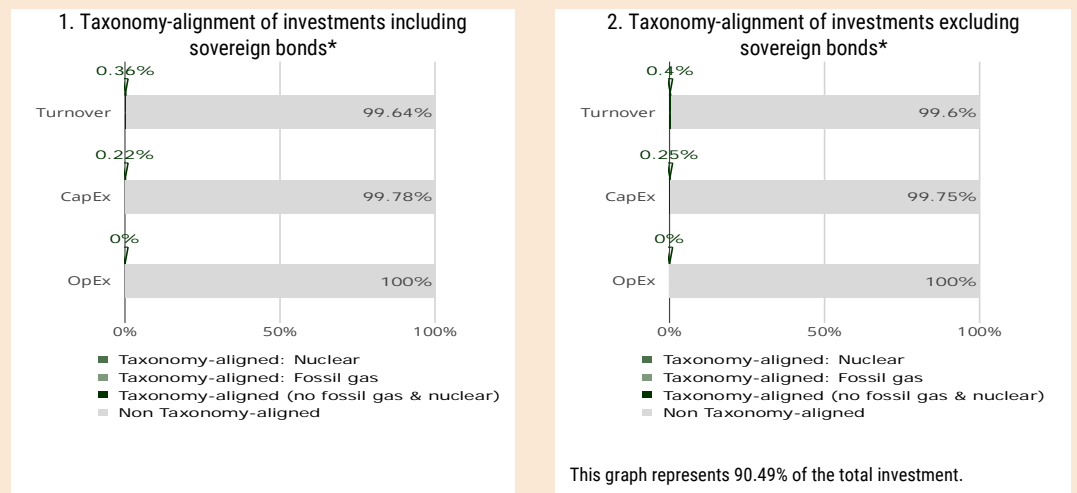 1. Taxonomy-alignment of investments including
sovereign bonds*
0.36%
Turnover 99.64%
0.22%
CapEx 99.78%
0%
OpEx 100%
0% 50% 100%
Taxonomy-aligned: Nuclear
Taxonomy-aligned: Fossil gas
Taxonomy-aligned (no fossil gas & nuclear)
Non Taxonomy-aligned
2. Taxonomy-alignment of investments excluding
sovereign bonds*
0.4%
Turnover 99.6%
0.25%
CapEx 99.75%
0%
OpEx 100%
0% 50% 100%
Taxonomy-aligned: Nuclear
Taxonomy-aligned: Fossil gas
Taxonomy-aligned (no fossil gas & nuclear)
Non Taxonomy-aligned
This graph represents 90.49% of the total investment.